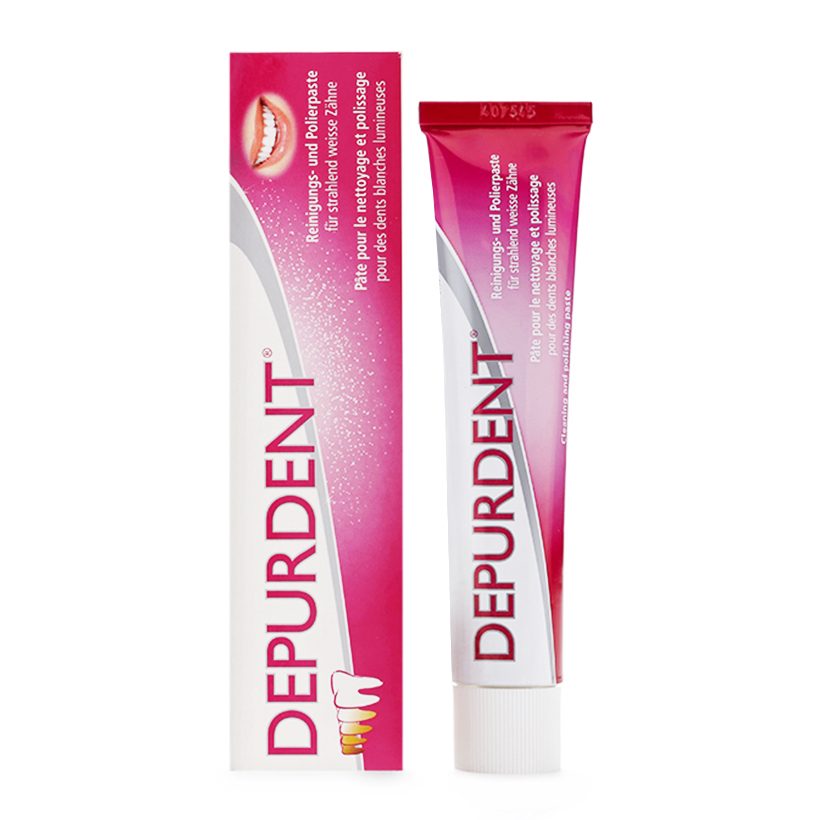 Reinigungs- und Polierpaste
für strahlend weisse Zähne
Pâte pour le nettoyage et polissage
pour des dents blanches lumineuses
DEPURDENT®
407545
Reinigungs- und Polierpaste
für strahlend weisse Zähne
Pâte pour le nettoyage et polissage
pour des dents blanches lumineuses
Cleaning and polishing paste
DEPURDENT®